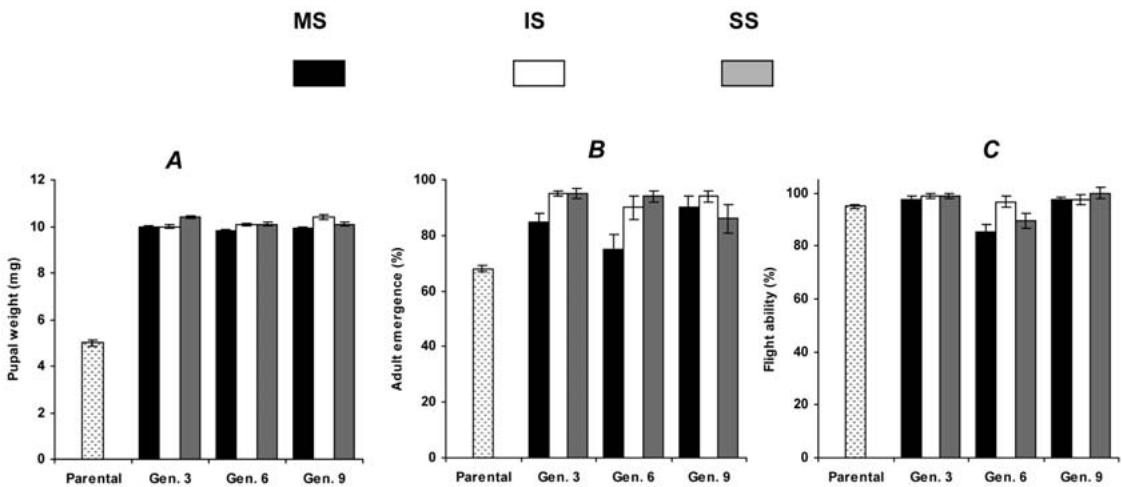 MS IS SS
A
12
10
8
6
4
2
0
Pupal weight (mg)
Parental Gen. 3 Gen. 6 Gen. 9
B
100
80
60
40
20
0
Adult emergence (%)
Parental Gen. 3 Gen. 6 Gen. 9
C
100
80
60
40
20
0
Flight ability (%)
Parental Gen. 3 Gen. 6 Gen. 9